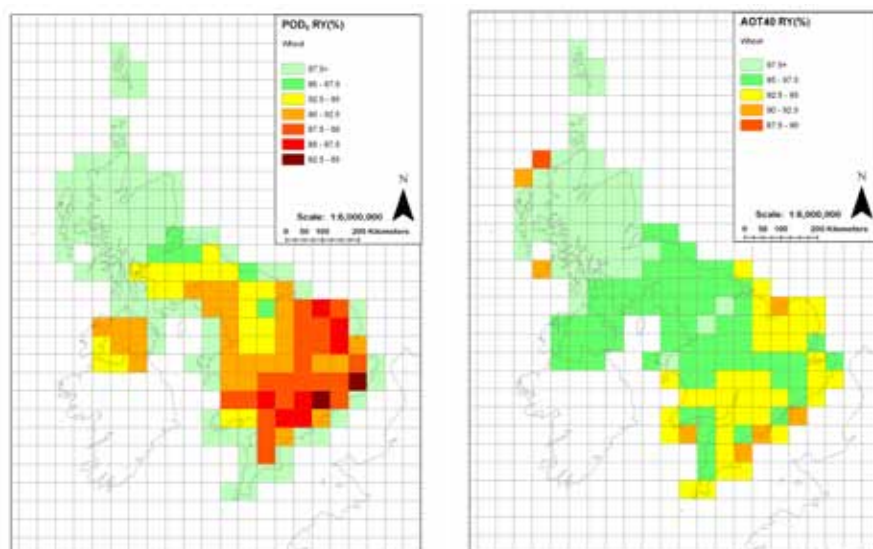 POD₆ RY(%)
Wheat
97.5+
95 - 97.5
92.5 - 95
90 - 92.5
87.5 - 90
85 - 87.5
82.5 - 85
N
Scale: 1:6,000,000
0 50 100 200 Kilometers
AOT40 RY(%)
Wheat
97.5+
95 - 97.5
92.5 - 95
90 - 92.5
87.5 - 90
N
Scale: 1:6,000,000
0 50 100 200 Kilometers